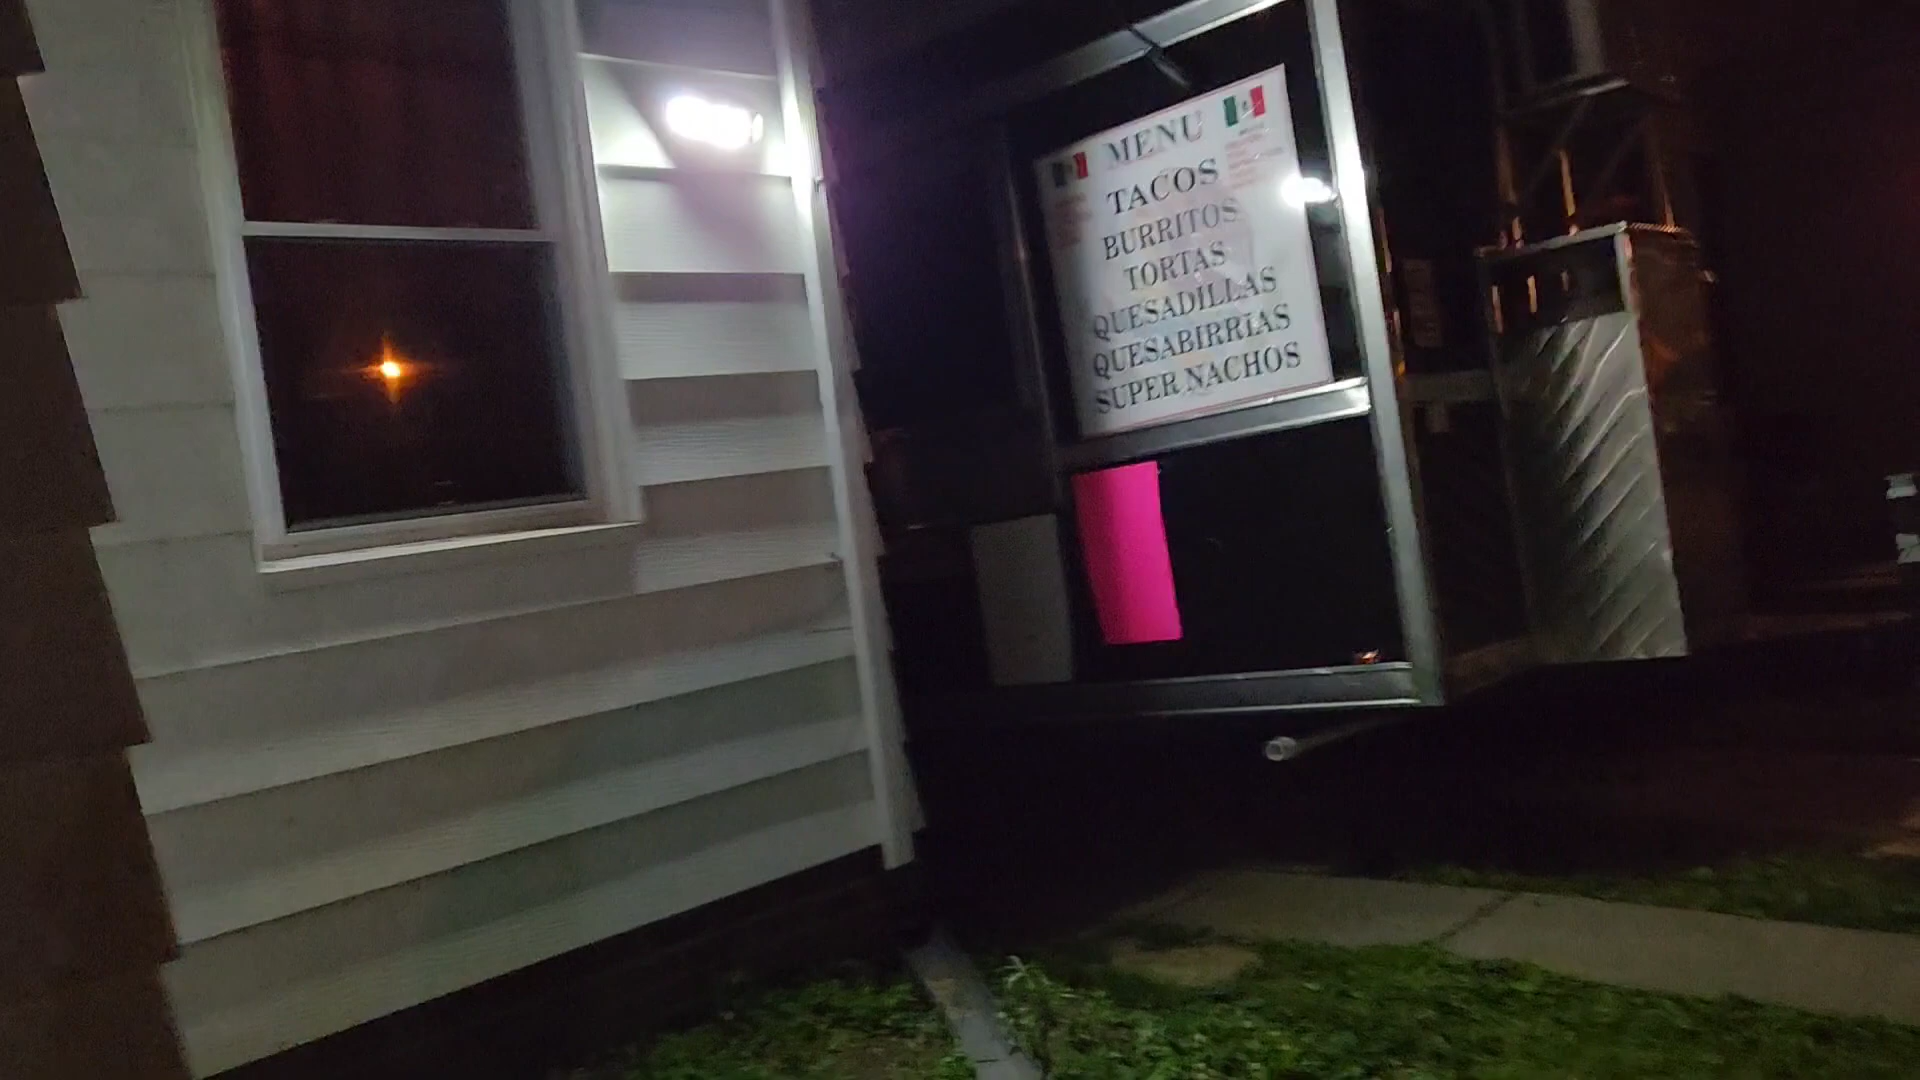 MENU
TACOS
BURRITOS
TORTAS
QUESADILLAS
QUESABIRRIAS
SUPER NACHOS